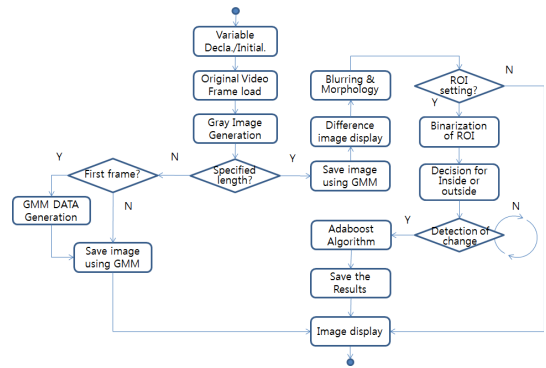 Variable
Decla./Initial.
Original Video
Frame load
Gray Image
Generation
Specified
length?
N
Y
First frame?
Y
N
GMM DATA
Generation
Save image
using GMM
Save image
using GMM
Difference
image display
Blurring &
Morphology
ROI
setting?
N
Y
Binarization
of ROI
Decision for
Inside or
outside
Detection of
change
N
Y
Adaboost
Algorithm
Save the
Results
Image display